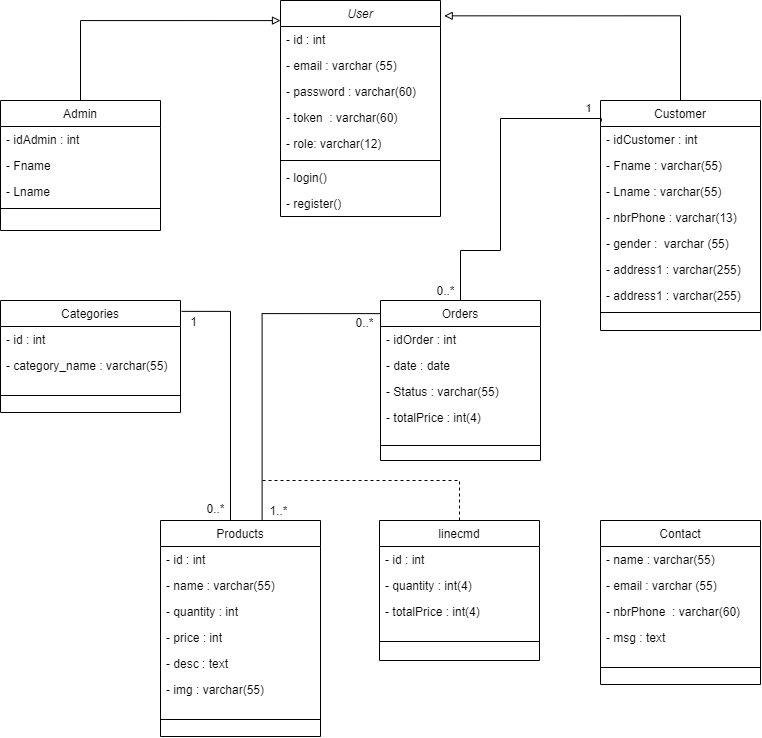 User
- id : int
- email : varchar (55)
- password : varchar(60)
- token  : varchar(60)
- role: varchar(12)
- login()
- register()
Admin
- idAdmin : int
- Fname
- Lname
1
Customer
- idCustomer : int
- Fname : varchar(55)
- Lname : varchar(55)
- nbrPhone : varchar(13)
- gender :  varchar (55)
- address1 : varchar(255)
- address1 : varchar(255)
Categories
- id : int
- category_name : varchar(55)
1
0..*
0..*
Orders
- idOrder : int
- date : date
- Status : varchar(55)
- totalPrice : int(4)
0..*
1..*
Products
- id : int
- name : varchar(55)
- quantity : int
- price : int
- desc : text
- img : varchar(55)
linecmd
- id : int
- quantity : int(4)
- totalPrice : int(4)
Contact
- name : varchar(55)
- email : varchar (55)
- nbrPhone  : varchar(60)
- msg : text